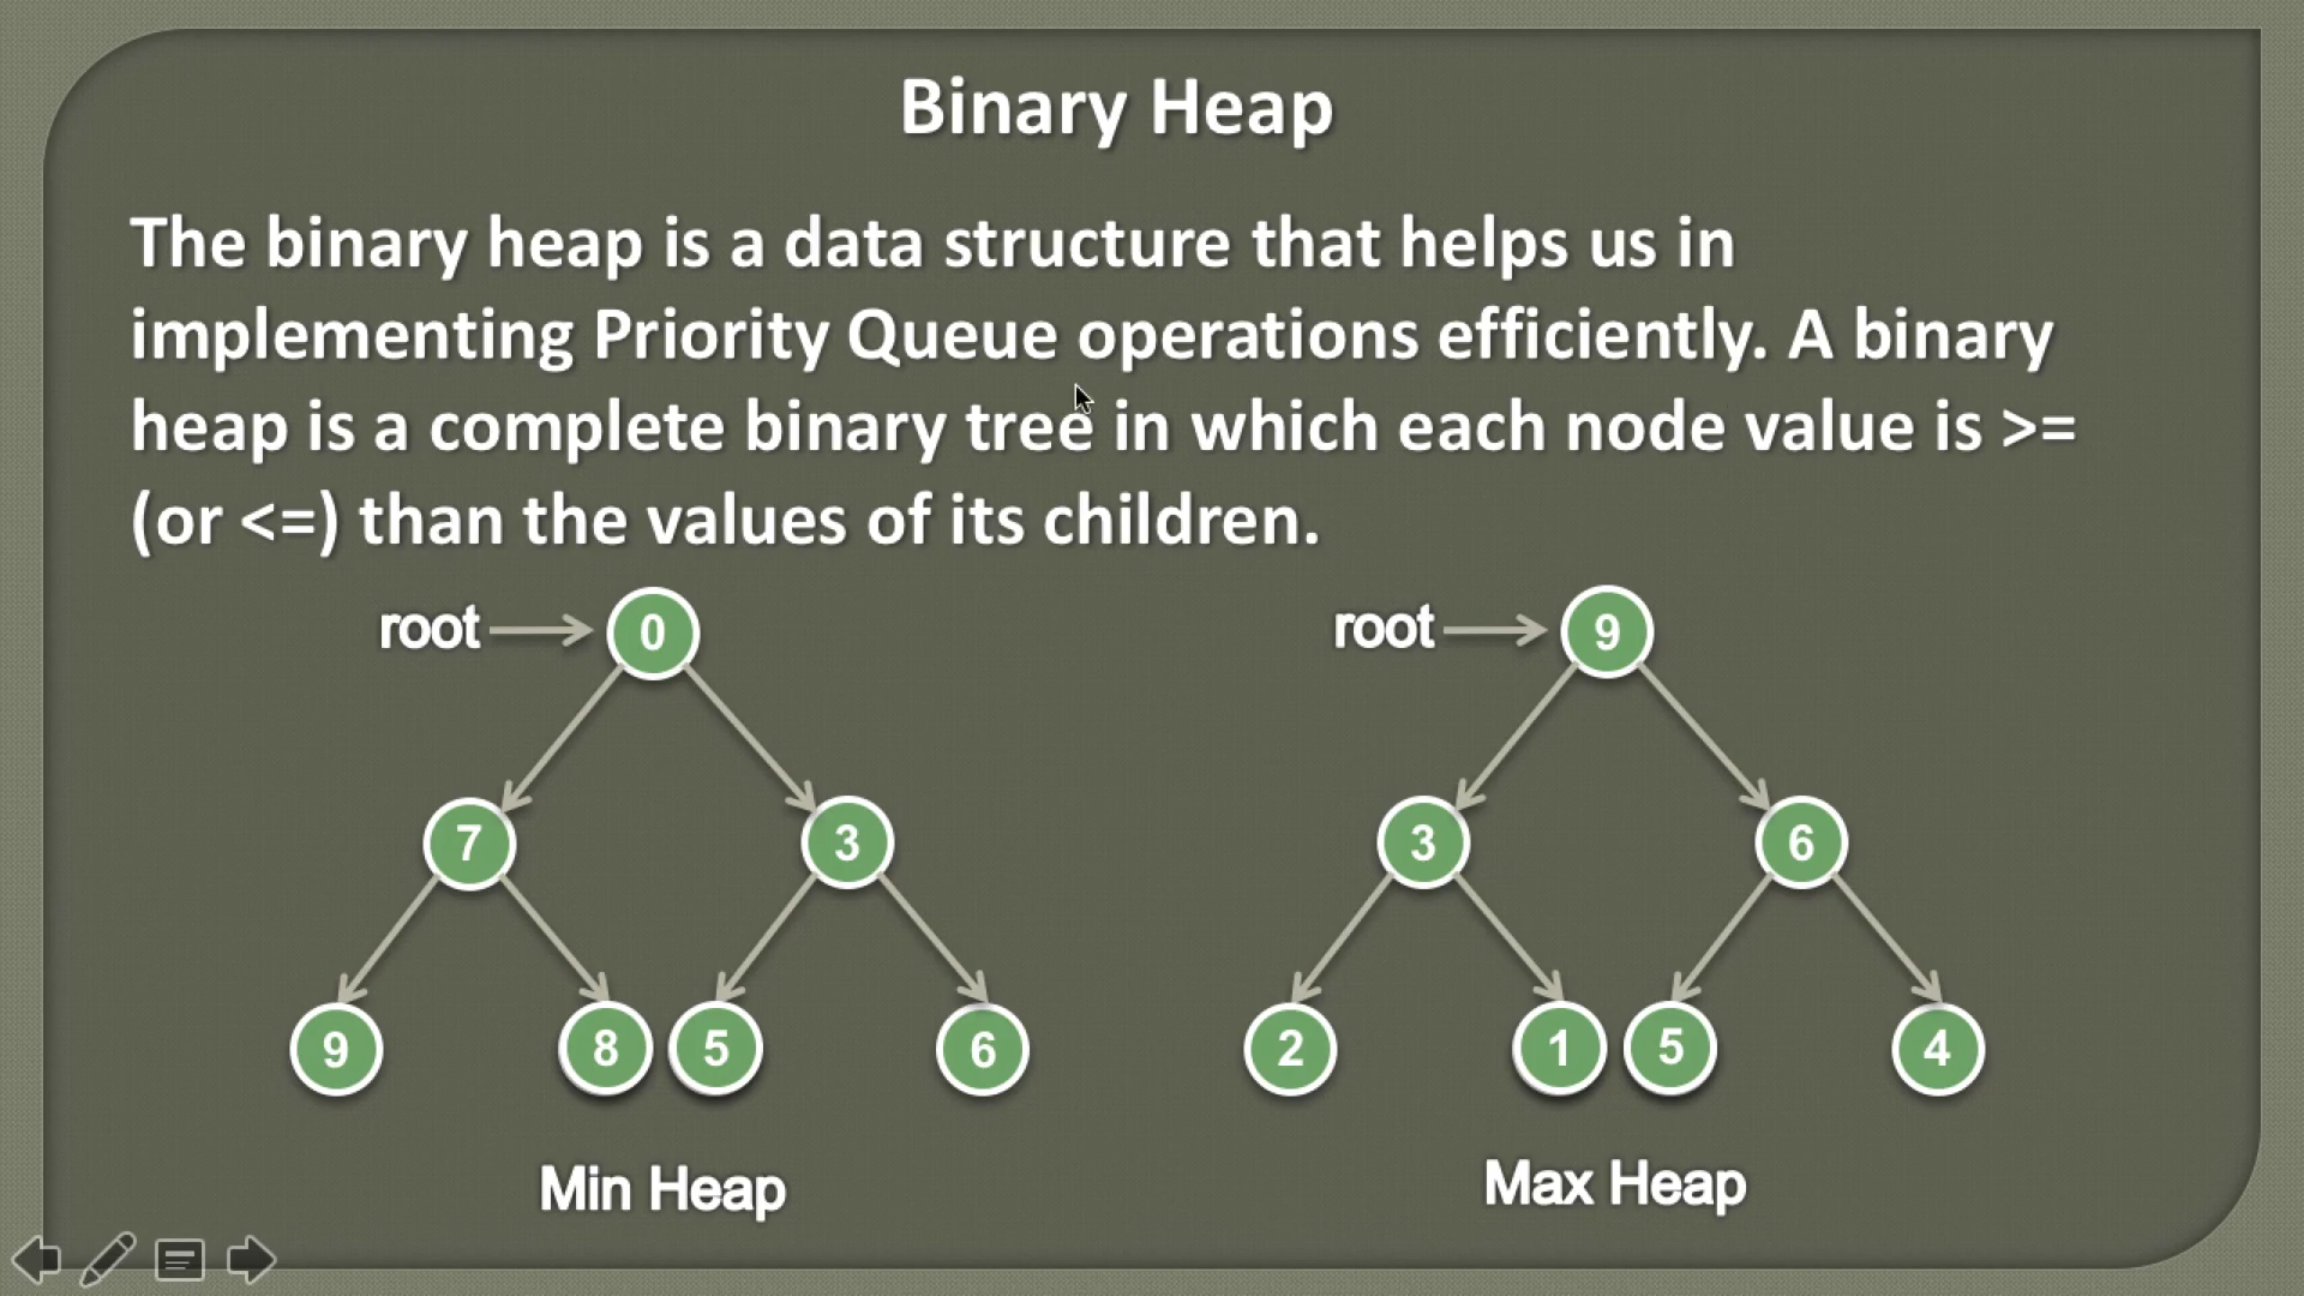 Binary Heap
The binary heap is a data structure that helps us in
implementing Priority Queue operations efficiently. A binary
heap is a complete binary tree in which each node value is >=
(or <=) than the values of its children.
root 0
7 3
9 8 5 6
Min Heap
root 9
3 6
2 1 5 4
Max Heap